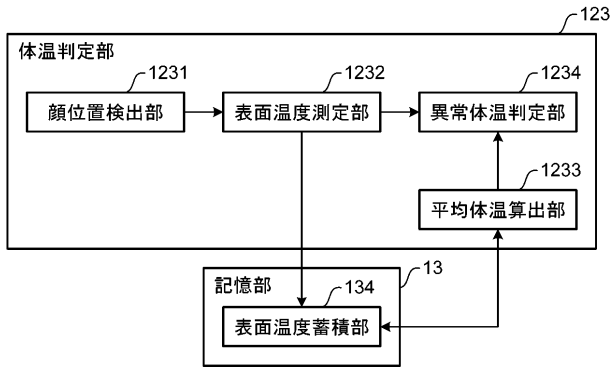 123
体温判定部
1231
1232
1234
顔位置検出部
表面温度測定部
異常体温判定部
1233
平均体温算出部
13
記憶部
134
表面温度蓄積部